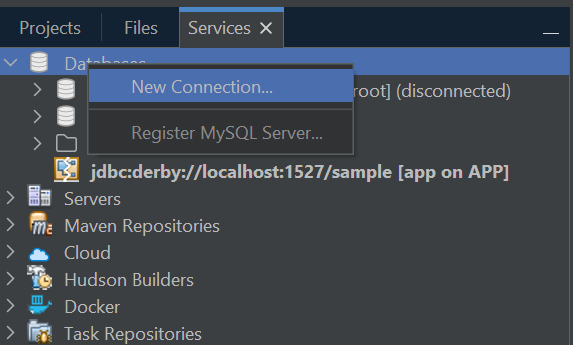 Projects Files Services
Databases
New Connection...
root] (disconnected)
Register MySQL Server...
jdbc:derby://localhost:1527/sample [app on APP]
Servers
Maven Repositories
Cloud
Hudson Builders
Docker
Task Repositories